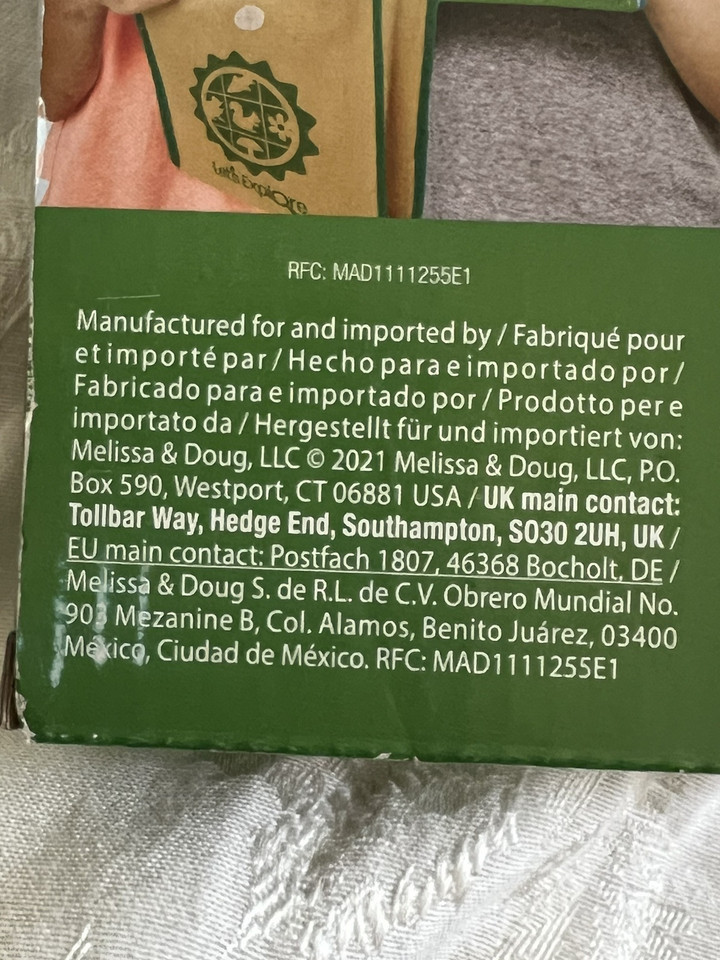 Let's Explore
RFC: MAD1111255E1
Manufactured for and imported by / Fabriqué pour
et importé par / Hecho para e importado por /
Fabricado para e importado por / Prodotto per e
importato da / Hergestellt für und importiert von:
Melissa & Doug, LLC © 2021 Melissa & Doug, LLC, P.O.
Box 590, Westport, CT 06881 USA / UK main contact:
Tollbar Way, Hedge End, Southampton, SO30 2UH, UK /
EU main contact: Postfach 1807, 46368 Bocholt, DE /
Melissa & Doug S. de R.L. de C.V. Obrero Mundial No.
903 Mezanine B, Col. Alamos, Benito Juárez, 03400
México, Ciudad de México. RFC: MAD1111255E1